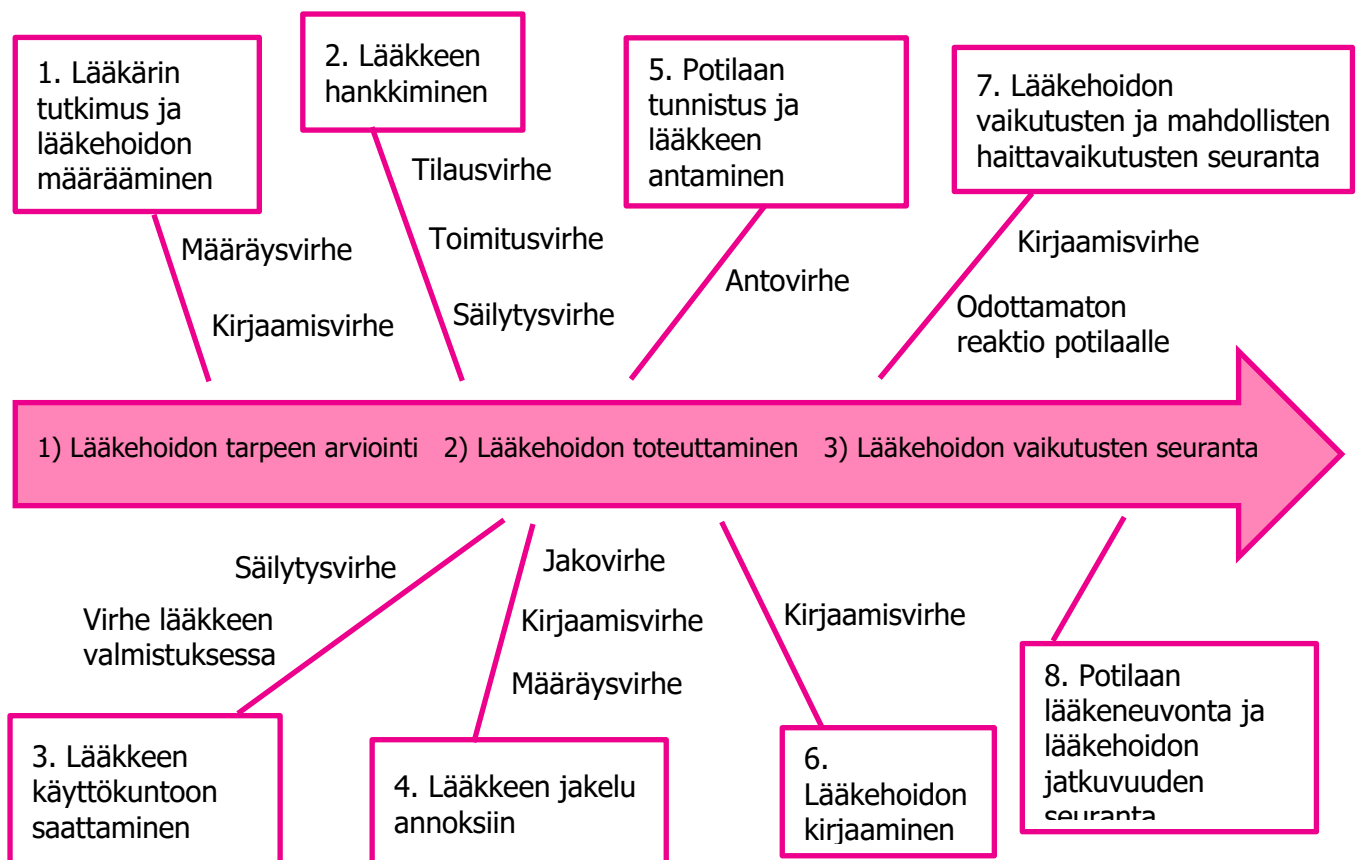 1. Lääkärin
tutkimus ja
lääkehoidon
määrääminen
2. Lääkkeen
hankkiminen
5. Potilaan
tunnistus ja
lääkkeen
antaminen
7. Lääkehoidon
vaikutusten ja mahdollisten
haittavaikutusten seuranta
Määräysvirhe
Kirjaamisvirhe
Tilausvirhe
Toimitusvirhe
Säilytysvirhe
Antovirhe
Kirjaamisvirhe
Odottamaton
reaktio potilaalle
1) Lääkehoidon tarpeen arviointi 2) Lääkehoidon toteuttaminen 3) Lääkehoidon vaikutusten seuranta
Säilytysvirhe
Virhe lääkkeen
valmistuksessa
Jakovirhe
Kirjaamisvirhe
Määräysvirhe
Kirjaamisvirhe
3. Lääkkeen
käyttökuntoon
saattaminen
4. Lääkkeen jakelu
annoksiin
6.
Lääkehoidon
kirjaaminen
8. Potilaan
lääkeneuvonta ja
lääkehoidon
jatkuvuuden
seuranta